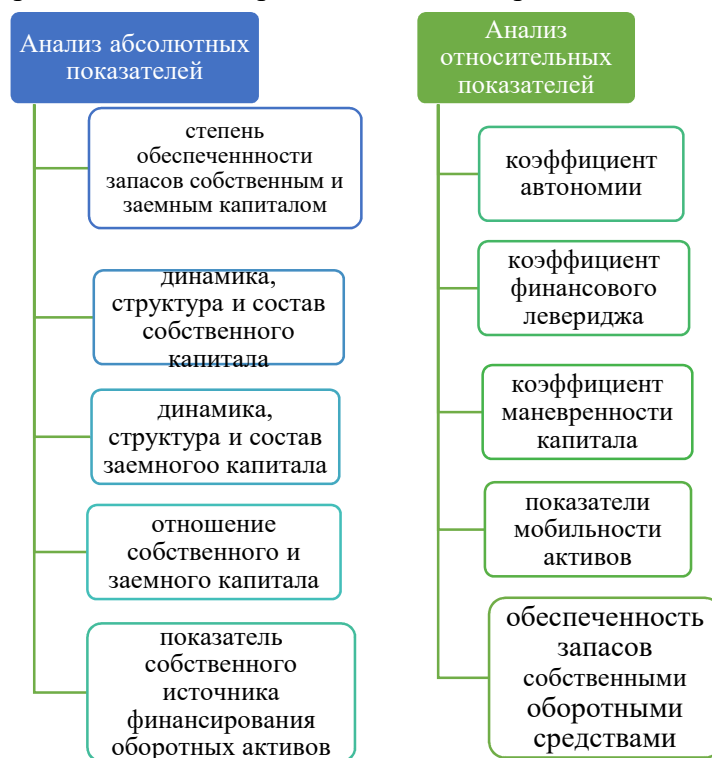 Анализ абсолютных
показателей
степень
обеспеченнности
запасов собственным и
заемным капиталом
динамика,
структура и состав
собственного
капитала
динамика,
структура и состав
заемногоо капитала
отношение
собственного и
заемного капитала
показатель
собственного
источника
финансирования
оборотных активов
Анализ
относительных
показателей
коэффициент
автономии
коэффициент
финансового
левериджа
коэффициент
маневренности
капитала
показатели
мобильности
активов
обеспеченность
запасов
собственными
оборотными
средствами